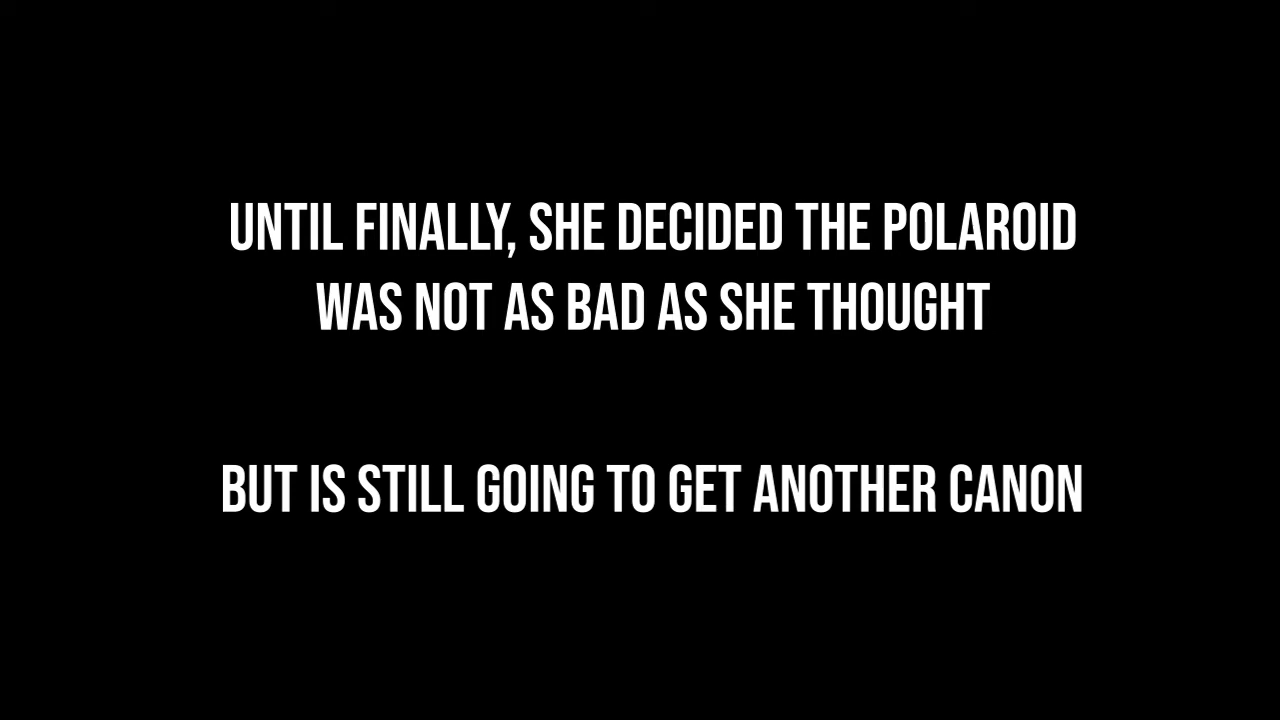 UNTIL FINALLY, SHE DECIDED THE POLAROID
WAS NOT AS BAD AS SHE THOUGHT
BUT IS STILL GOING TO GET ANOTHER CANON